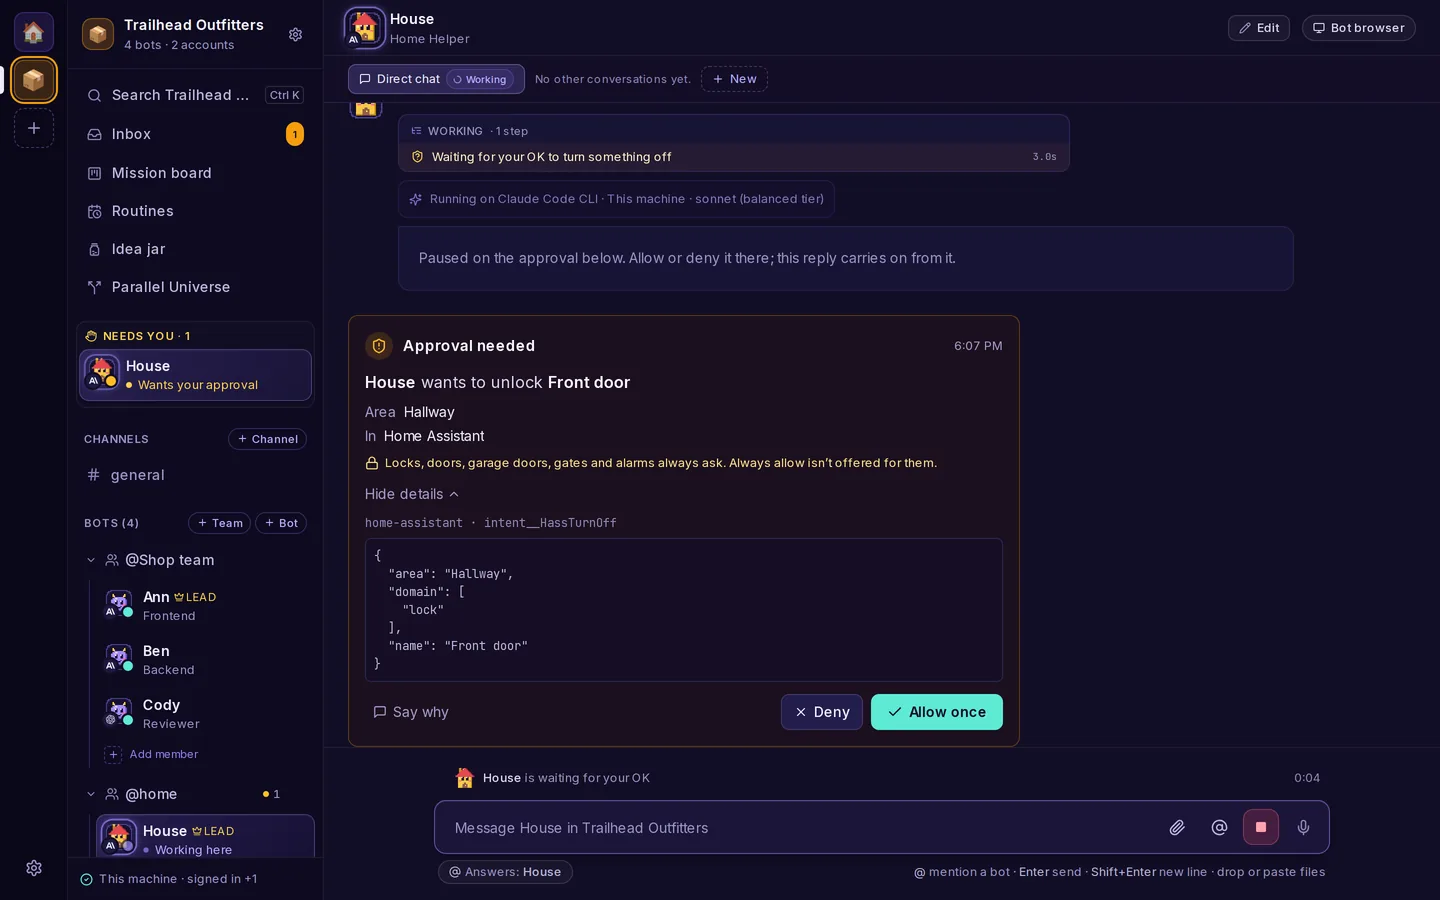 Trailhead Outfitters
4 bots · 2 accounts
Search Trailhead ...
Ctrl K
Inbox
1
Mission board
Routines
Idea jar
Parallel Universe
NEEDS YOU · 1
House
Wants your approval
CHANNELS
+ Channel
# general
BOTS (4)
+ Team
+ Bot
@Shop team
Ann LEAD
Frontend
Ben
Backend
Cody
Reviewer
+ Add member
@home
1
House LEAD
Working here
This machine · signed in +1
House
Home Helper
Edit
Bot browser
Direct chat
Working
No other conversations yet.
+ New
WORKING · 1 step
Waiting for your OK to turn something off
3.0s
Running on Claude Code CLI · This machine · sonnet (balanced tier)
Paused on the approval below. Allow or deny it there; this reply carries on from it.
Approval needed
6:07 PM
House wants to unlock Front door
Area Hallway
In Home Assistant
Locks, doors, garage doors, gates and alarms always ask. Always allow isn't offered for them.
Hide details
home-assistant · intent__HassTurnOff
{
"area": "Hallway",
"domain": [
"lock"
],
"name": "Front door"
}
Say why
Deny
Allow once
House is waiting for your OK
0:04
Message House in Trailhead Outfitters
@ Answers: House
@ mention a bot · Enter send · Shift+Enter new line · drop or paste files